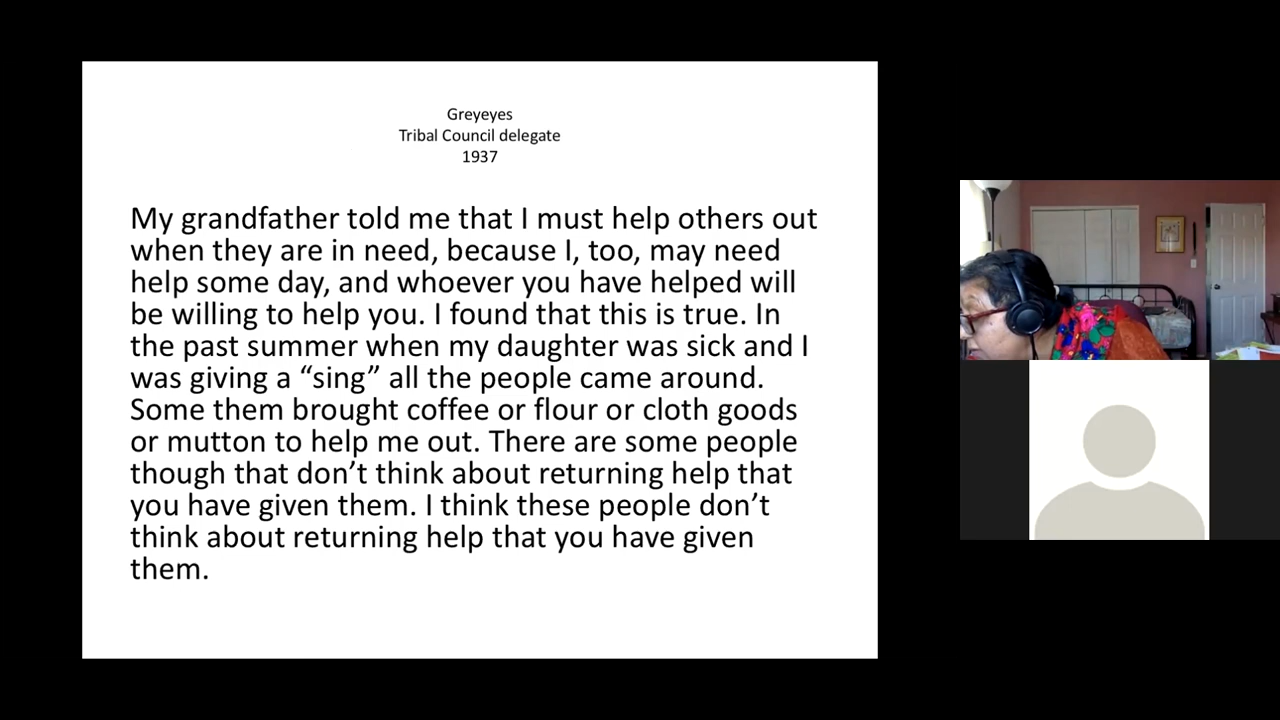 Greyeyes
Tribal Council delegate
1937
My grandfather told me that I must help others out
when they are in need, because I, too, may need
help some day, and whoever you have helped will
be willing to help you. I found that this is true. In
the past summer when my daughter was sick and I
was giving a “sing” all the people came around.
Some them brought coffee or flour or cloth goods
or mutton to help me out. There are some people
though that don’t think about returning help that
you have given them. I think these people don’t
think about returning help that you have given
them.